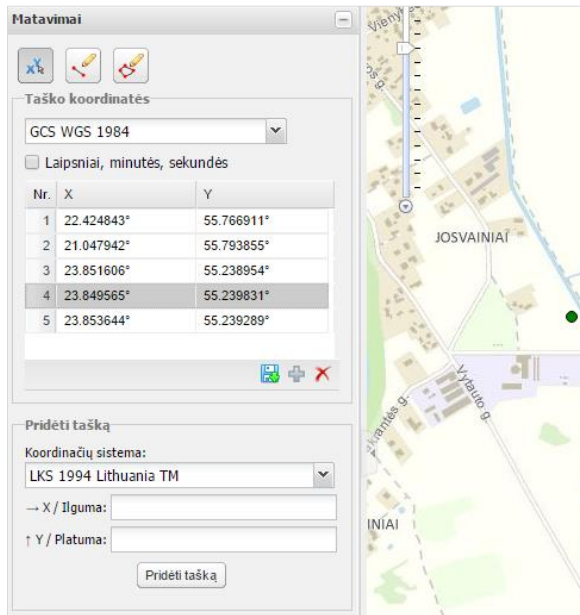 Matavimai
XY
Taško koordinatės
GCS WGS 1984
Laipsniai, minutės, sekundės
Nr. X Y
1 22.424843° 55.766911°
2 21.047942° 55.793855°
3 23.851606° 55.238954°
4 23.849565° 55.239831°
5 23.853644° 55.239289°
Pridėti tašką
Koordinačių sistema:
LKS 1994 Lithuania TM
→ X / Ilguma:
↑ Y / Platuma:
Pridėti tašką
JOSVAINIAI
Vytauto g.
INIAI